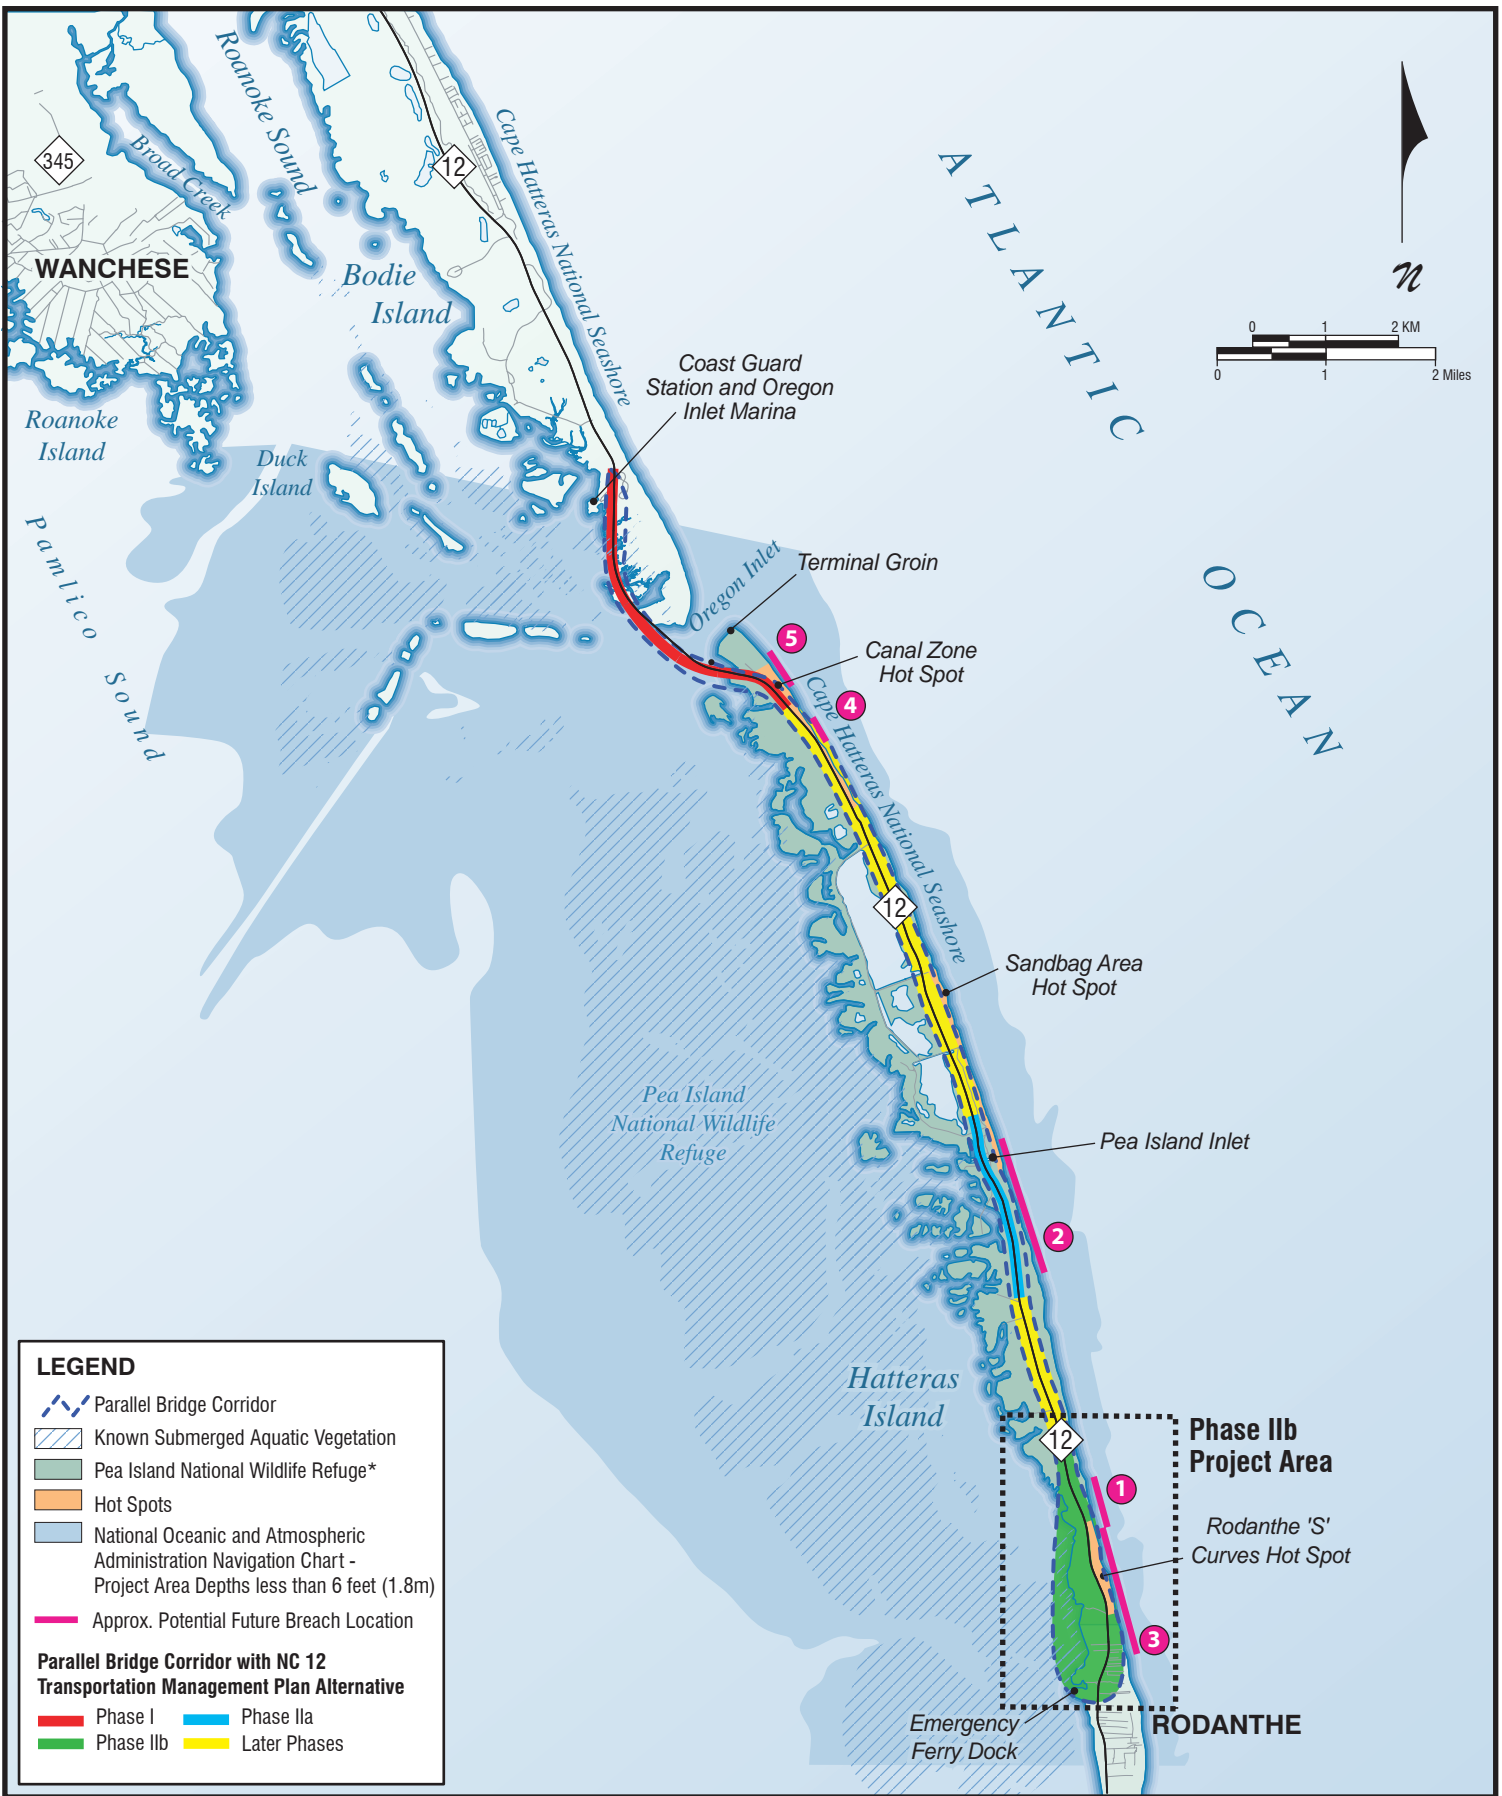 345
12
Roanoke Sound
Broad Creek
WANCHESE
Bodie
Island
Cape Hatteras National Seashore
ATLANTIC
OCEAN
N
0 1 2 KM
0 1 2 Miles
Coast Guard
Station and Oregon
Inlet Marina
Roanoke
Island
Duck
Island
Pamlico
Sound
Oregon Inlet
Terminal Groin
5
Canal Zone
Hot Spot
4
Cape Hatteras National Seashore
12
Sandbag Area
Hot Spot
Pea Island
National Wildlife
Refuge
Pea Island Inlet
2
Hatteras
Island
12
Phase IIb
Project Area
1
Rodanthe 'S'
Curves Hot Spot
3
Emergency
Ferry Dock
RODANTHE
LEGEND
Parallel Bridge Corridor
Known Submerged Aquatic Vegetation
Pea Island National Wildlife Refuge*
Hot Spots
National Oceanic and Atmospheric
Administration Navigation Chart -
Project Area Depths less than 6 feet (1.8m)
Approx. Potential Future Breach Location
Parallel Bridge Corridor with NC 12
Transportation Management Plan Alternative
Phase I Phase IIa
Phase IIb Later Phases